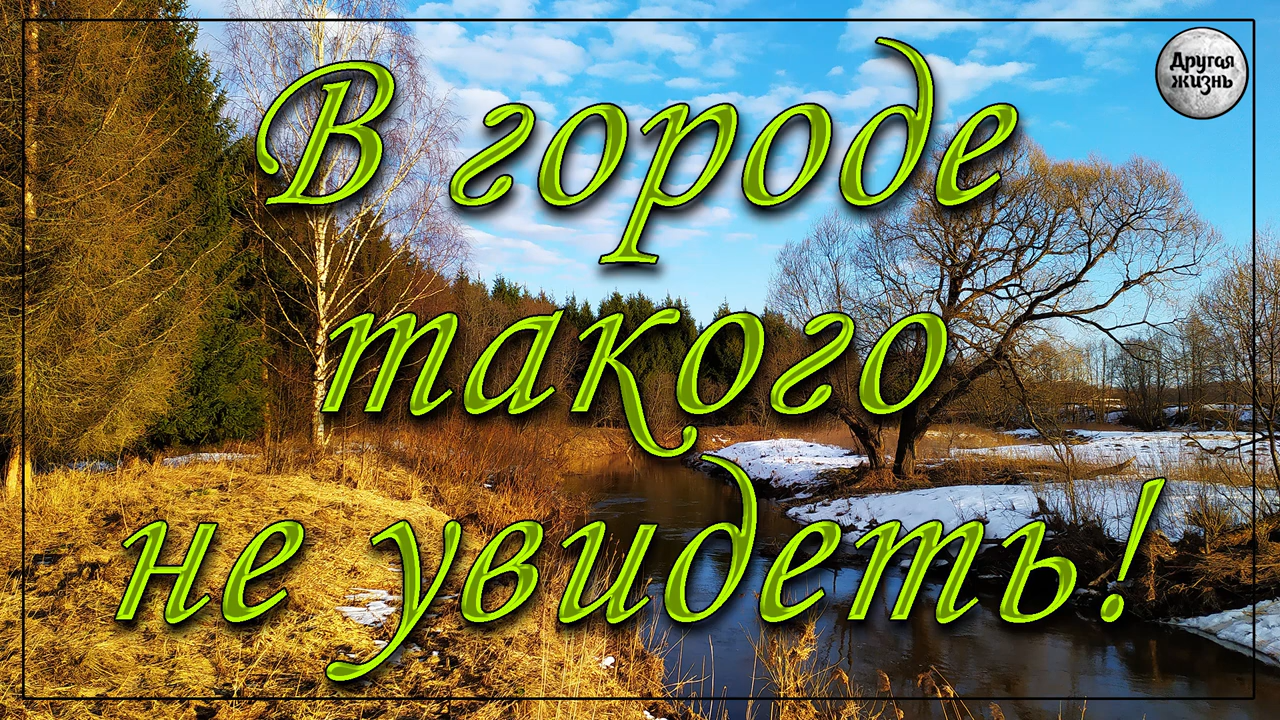 Другая
жизнь
В городе
такого
не увидеть!